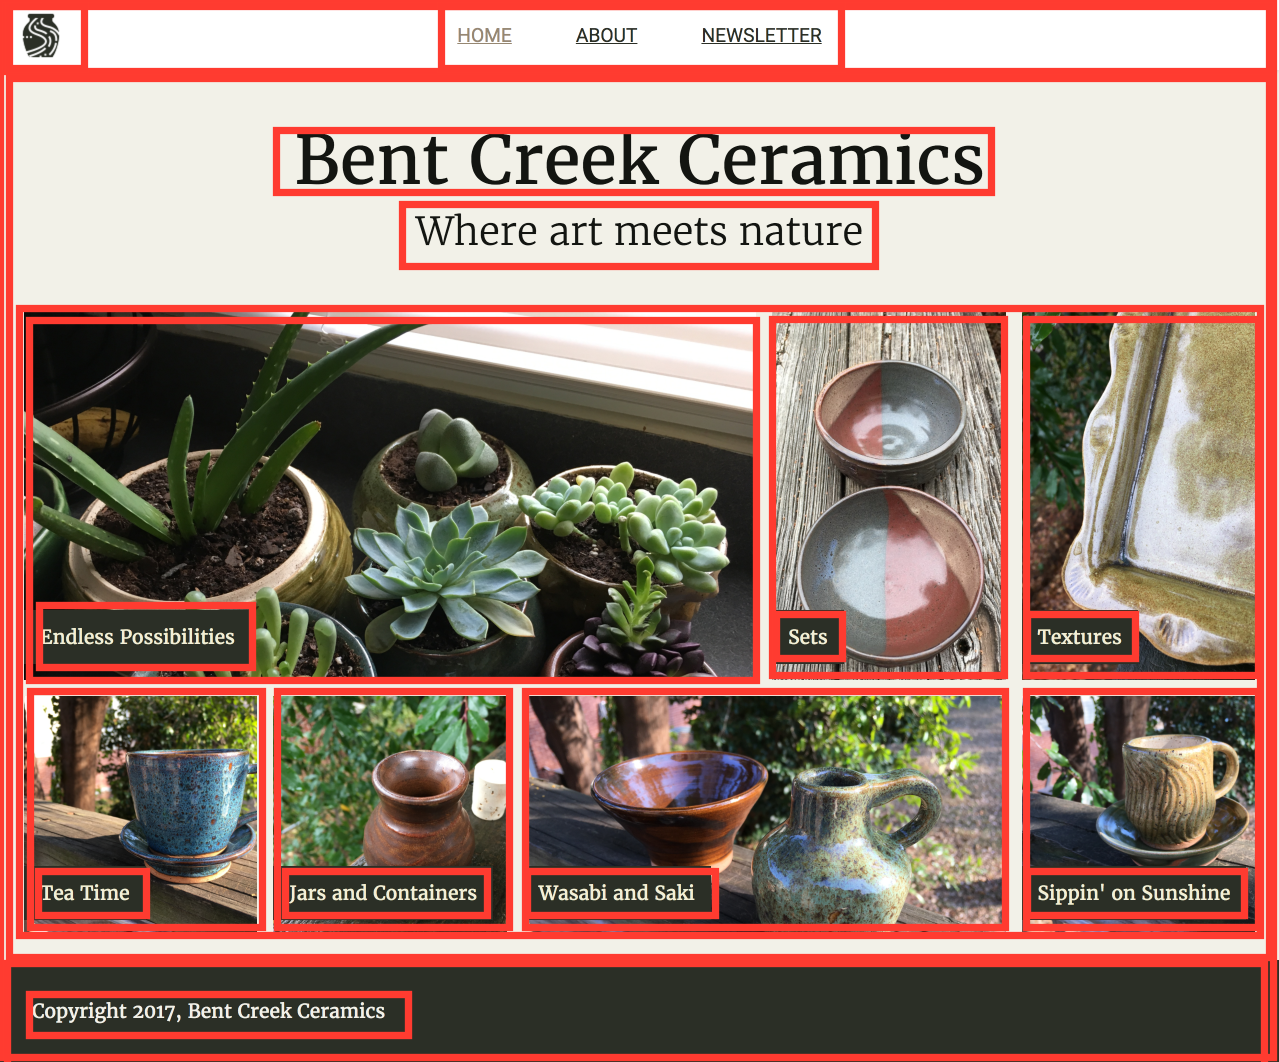 HOME ABOUT NEWSLETTER
Bent Creek Ceramics
Where art meets nature
Endless Possibilities
Sets
Textures
Tea Time
Jars and Containers
Wasabi and Saki
Sippin' on Sunshine
Copyright 2017, Bent Creek Ceramics